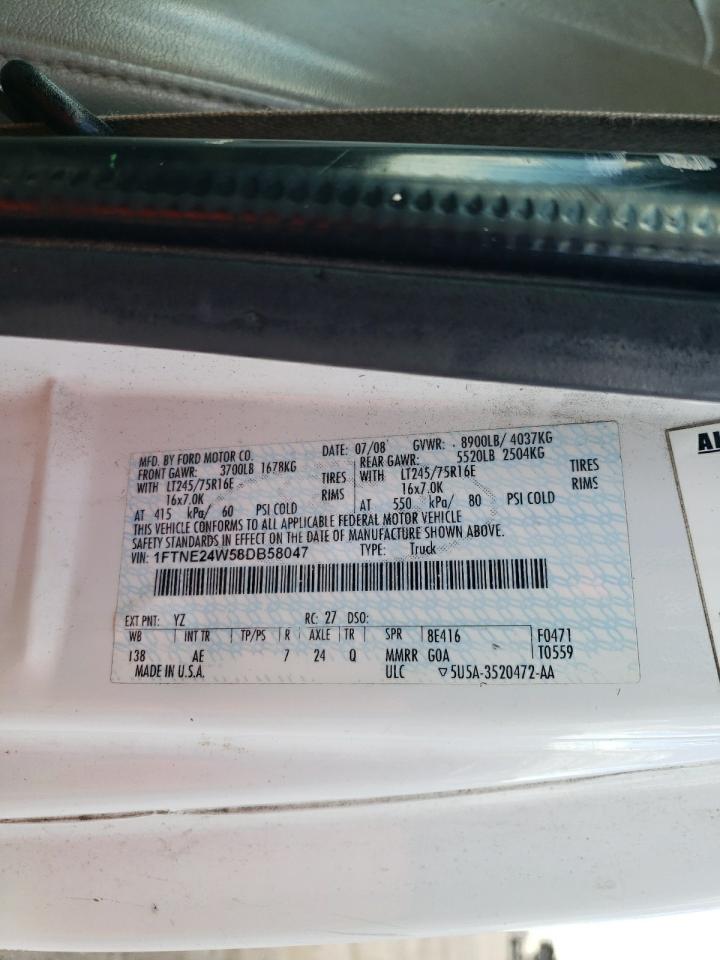 MFD. BY FORD MOTOR CO. DATE: 07/08 GVWR: 8900LB/ 4037KG
FRONT GAWR: 3700LB 1678KG REAR GAWR: 5520LB 2504KG
WITH LT245/75R16E TIRES WITH LT245/75R16E TIRES
16x7.0K RIMS 16x7.0K RIMS
AT 415 kPa/ 60 PSI COLD AT 550 kPa/ 80 PSI COLD
THIS VEHICLE CONFORMS TO ALL APPLICABLE FEDERAL MOTOR VEHICLE
SAFETY STANDARDS IN EFFECT ON THE DATE OF MANUFACTURE SHOWN ABOVE.
VIN: 1FTNE24W58DB58047 TYPE: Truck
EXT PNT: YZ RC: 27 DSO:
WB INT TR TP/PS R AXLE TR SPR 8E416 F0471
138 AE 7 24 Q MMRR GOA T0559
MADE IN U.S.A. ULC ▽5U5A-3520472-AA